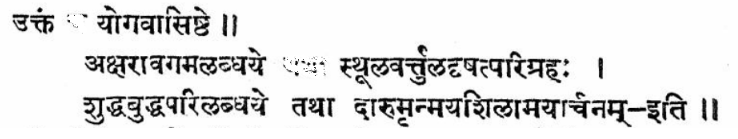 उक्तं योगवासिष्ठे ॥
अक्षरावगमलब्धये यथा स्थूलवर्त्तुलदृषत्परिग्रहः ।
शुद्धबुद्धपरिलब्धये तथा दारुमृन्मयशिलामयार्चनम्–इति ॥